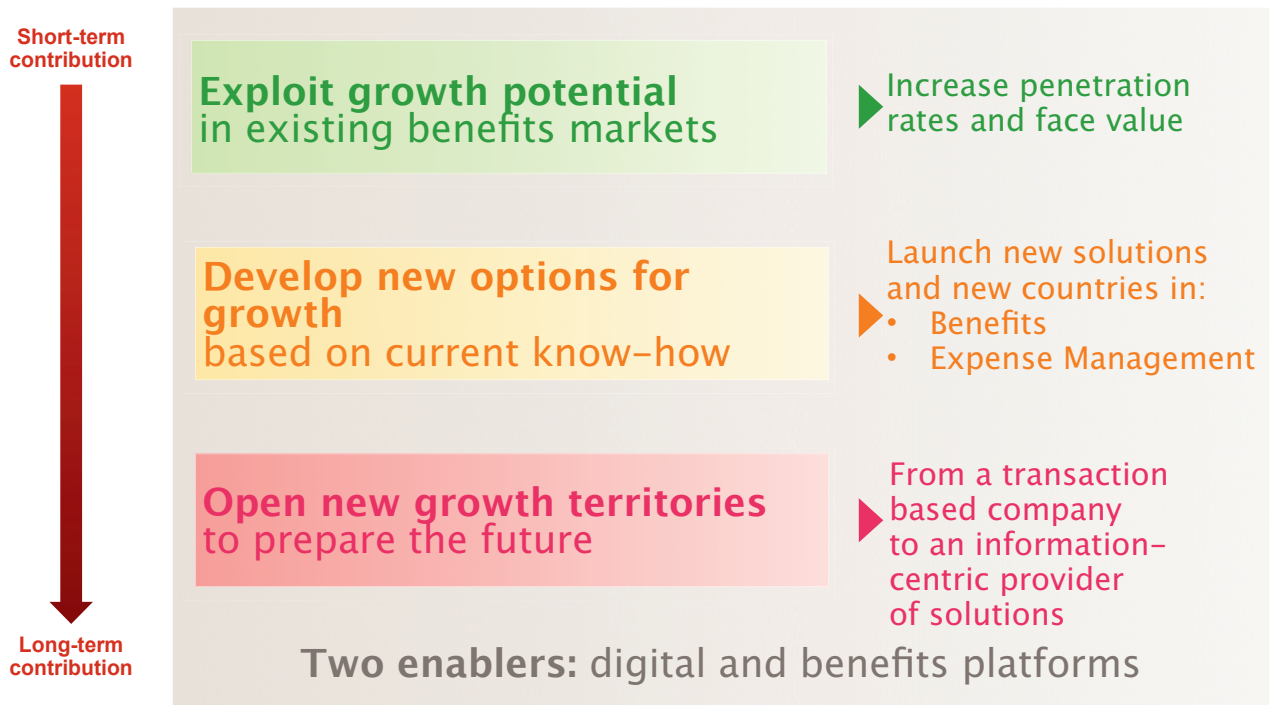 Short-term
contribution
Exploit growth potential
in existing benefits markets
Increase penetration
rates and face value
Develop new options for
growth
based on current know-how
Launch new solutions
and new countries in:
• Benefits
• Expense Management
Open new growth territories
to prepare the future
From a transaction
based company
to an information-
centric provider
of solutions
Long-term
contribution
Two enablers: digital and benefits platforms